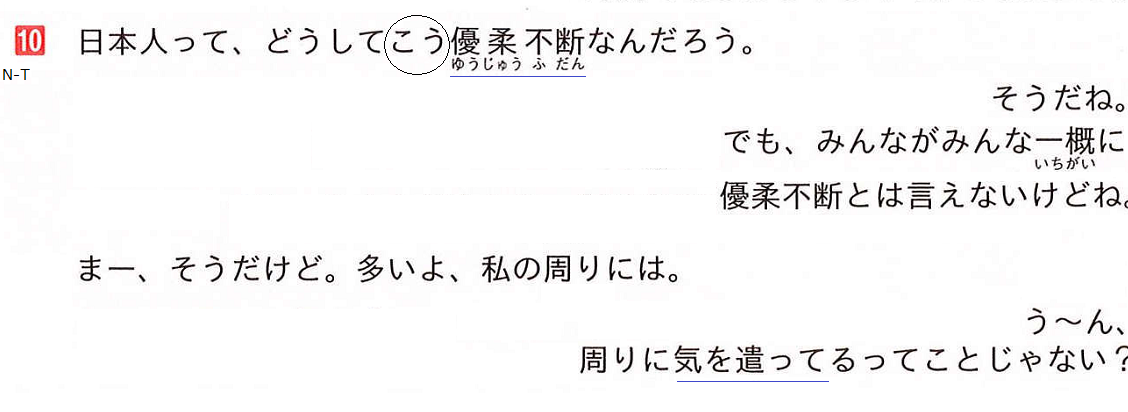 10 日本人って、どうしてこう優柔不断なんだろう。
ゆうじゅう ふ だん
N-T
そうだね。
でも、みんながみんな一概に
いちがい
優柔不断とは言えないけどね。
まー、そうだけど。多いよ、私の周りには。
う〜ん、
周りに気を遣ってるってことじゃない？